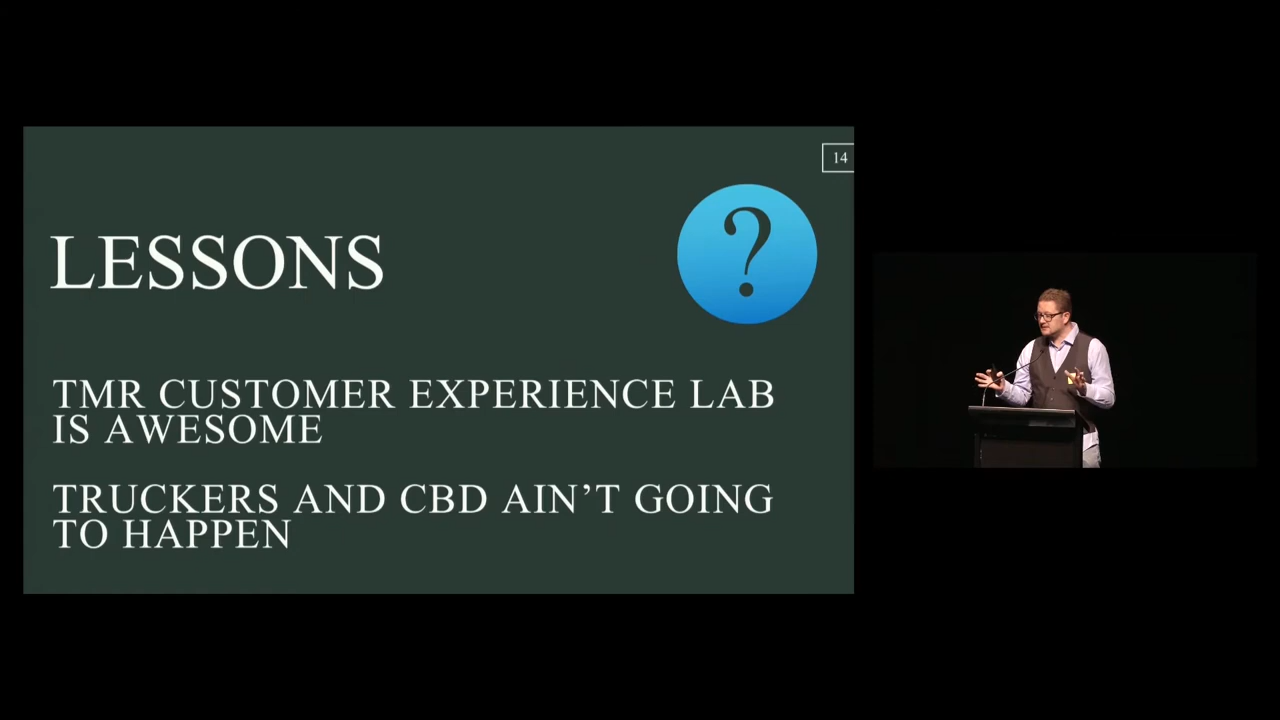 14
LESSONS
?
TMR CUSTOMER EXPERIENCE LAB
IS AWESOME
TRUCKERS AND CBD AIN’T GOING
TO HAPPEN